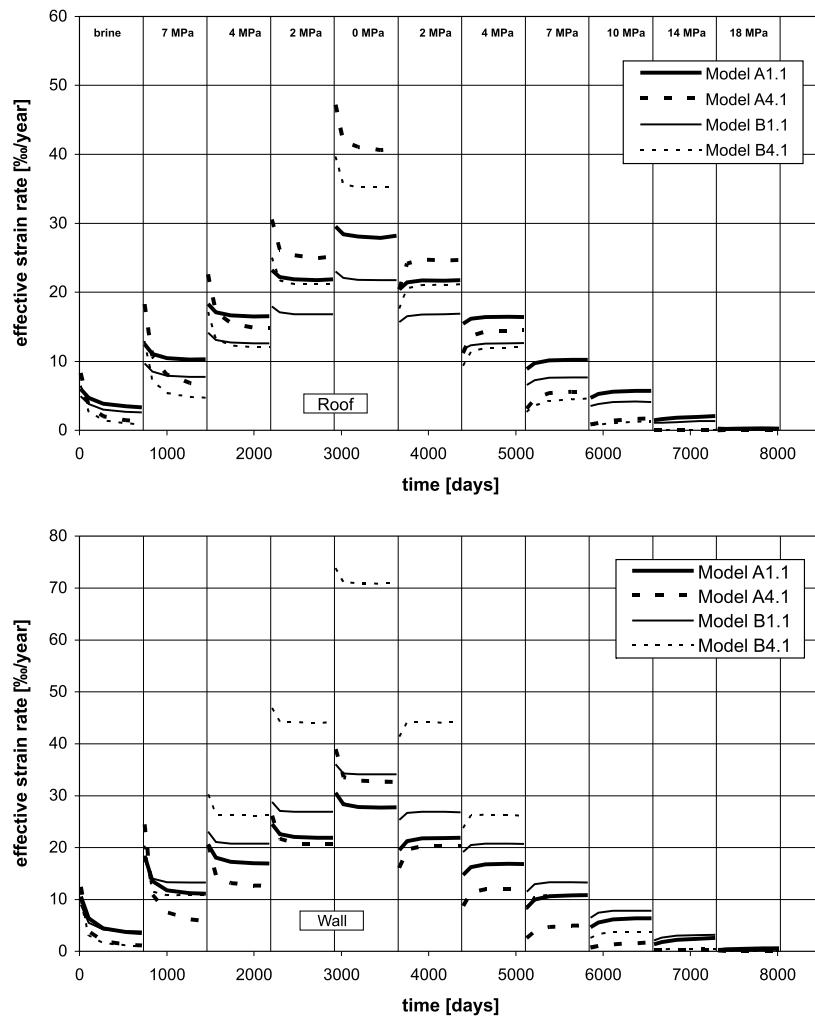 60
brine 7 MPa 4 MPa 2 MPa 0 MPa 2 MPa 4 MPa 7 MPa 10 MPa 14 MPa 18 MPa
50
40
30
20
10
0
effective strain rate [‰/year]
Model A1.1
Model A4.1
Model B1.1
Model B4.1
Roof
0 1000 2000 3000 4000 5000 6000 7000 8000
time [days]
80
70
60
50
40
30
20
10
0
effective strain rate [‰/year]
Model A1.1
Model A4.1
Model B1.1
Model B4.1
Wall
0 1000 2000 3000 4000 5000 6000 7000 8000
time [days]